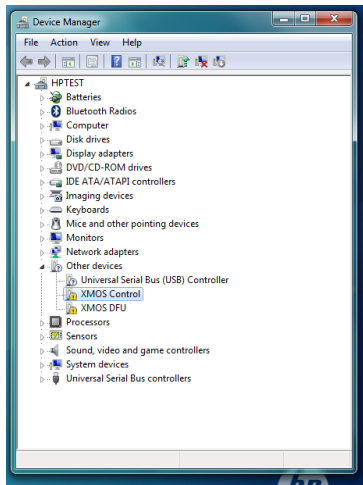 Device Manager
File Action View Help
HPTEST
Batteries
Bluetooth Radios
Computer
Disk drives
Display adapters
DVD/CD-ROM drives
IDE ATA/ATAPI controllers
Imaging devices
Keyboards
Mice and other pointing devices
Monitors
Network adapters
Other devices
Universal Serial Bus (USB) Controller
XMOS Control
XMOS DFU
Processors
Sensors
Sound, video and game controllers
System devices
Universal Serial Bus controllers
hp